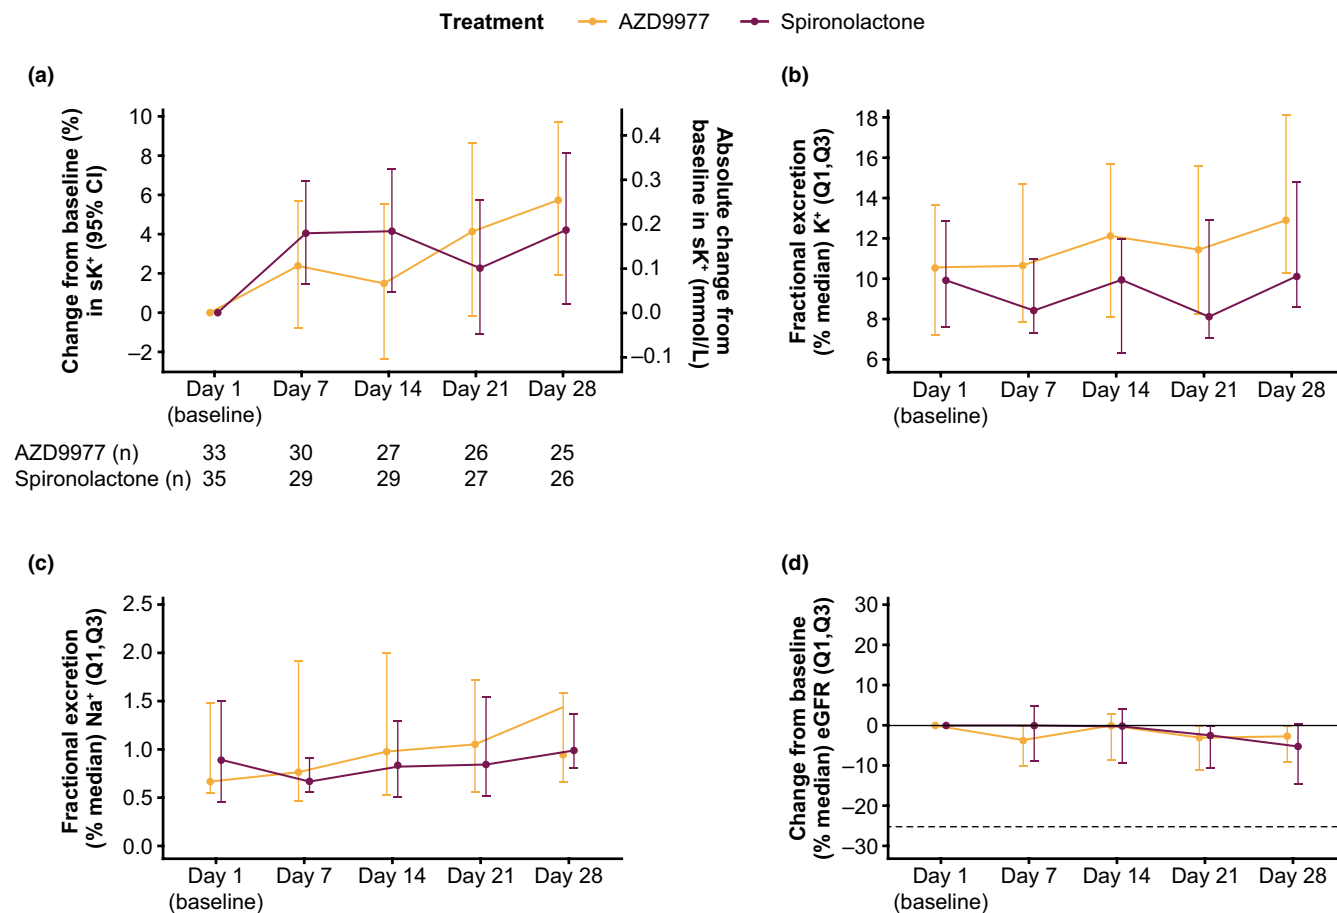 Treatment AZD9977 Spironolactone
(a)
Change from baseline (%)
in sK⁺ (95% CI)
10
8
6
4
2
0
–2
0.4
0.3
0.2
0.1
0.0
–0.1
Absolute change from
baseline in sK⁺ (mmol/L)
Day 1 Day 7 Day 14 Day 21 Day 28
(baseline)
AZD9977 (n) 33 30 27 26 25
Spironolactone (n) 35 29 29 27 26
(b)
Fractional excretion
(% median) K⁺ (Q1,Q3)
18
16
14
12
10
8
6
Day 1 Day 7 Day 14 Day 21 Day 28
(baseline)
(c)
Fractional excretion
(% median) Na⁺ (Q1,Q3)
2.5
2.0
1.5
1.0
0.5
0.0
Day 1 Day 7 Day 14 Day 21 Day 28
(baseline)
(d)
Change from baseline
(% median) eGFR (Q1,Q3)
30
20
10
0
–10
–20
–30
Day 1 Day 7 Day 14 Day 21 Day 28
(baseline)